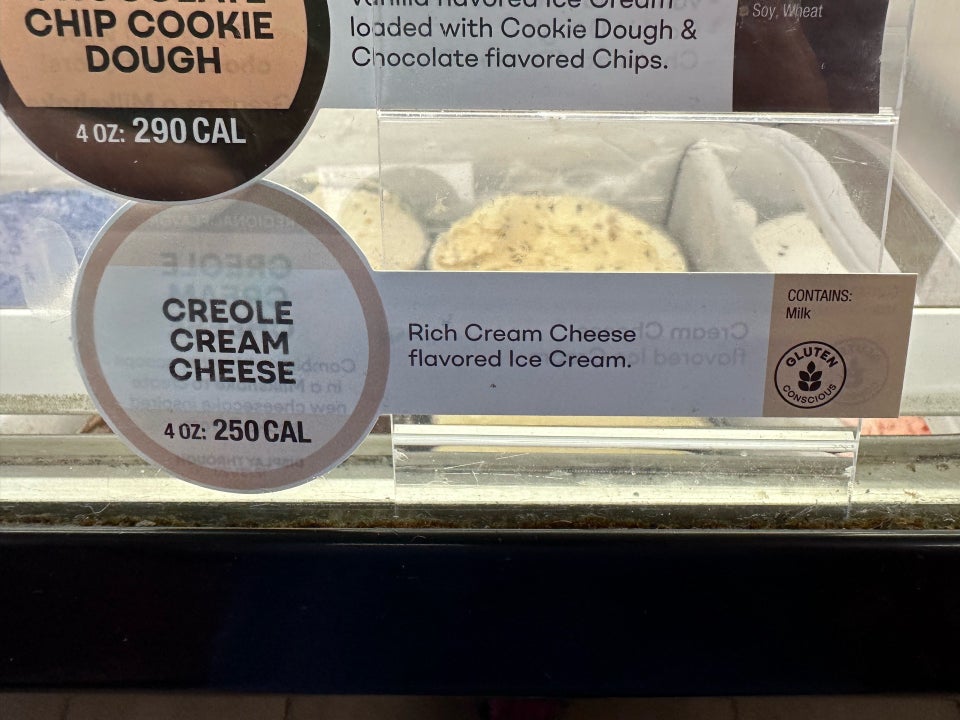 CHIP COOKIE
DOUGH
4 OZ: 290 CAL
loaded with Cookie Dough &
Chocolate flavored Chips.
Soy, Wheat
CREOLE
CREAM
CHEESE
4 OZ: 250 CAL
Rich Cream Cheese
flavored Ice Cream.
CONTAINS:
Milk
GLUTEN
CONSCIOUS